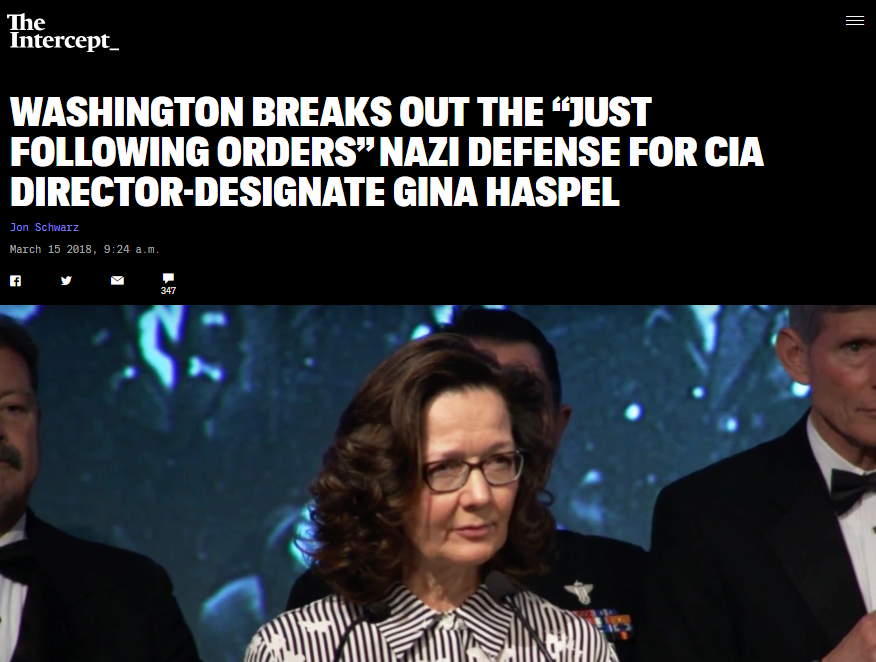 The
Intercept_
WASHINGTON BREAKS OUT THE “JUST
FOLLOWING ORDERS” NAZI DEFENSE FOR CIA
DIRECTOR-DESIGNATE GINA HASPEL
Jon Schwarz
March 15 2018, 9:24 a.m.
347